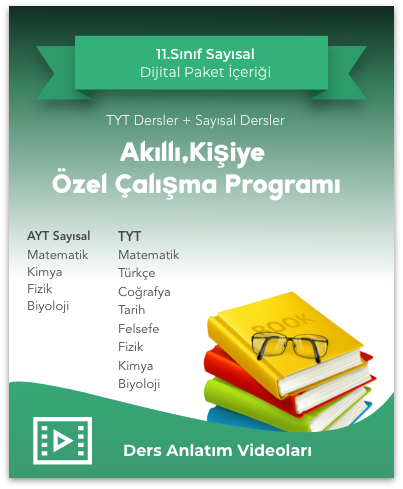 11.Sınıf Sayısal
Dijital Paket İçeriği
TYT Dersler + Sayısal Dersler
Akıllı,Kişiye
Özel Çalışma Programı
AYT Sayısal
Matematik
Kimya
Fizik
Biyoloji
TYT
Matematik
Türkçe
Coğrafya
Tarih
Felsefe
Fizik
Kimya
Biyoloji
BOOK
Ders Anlatım Videoları